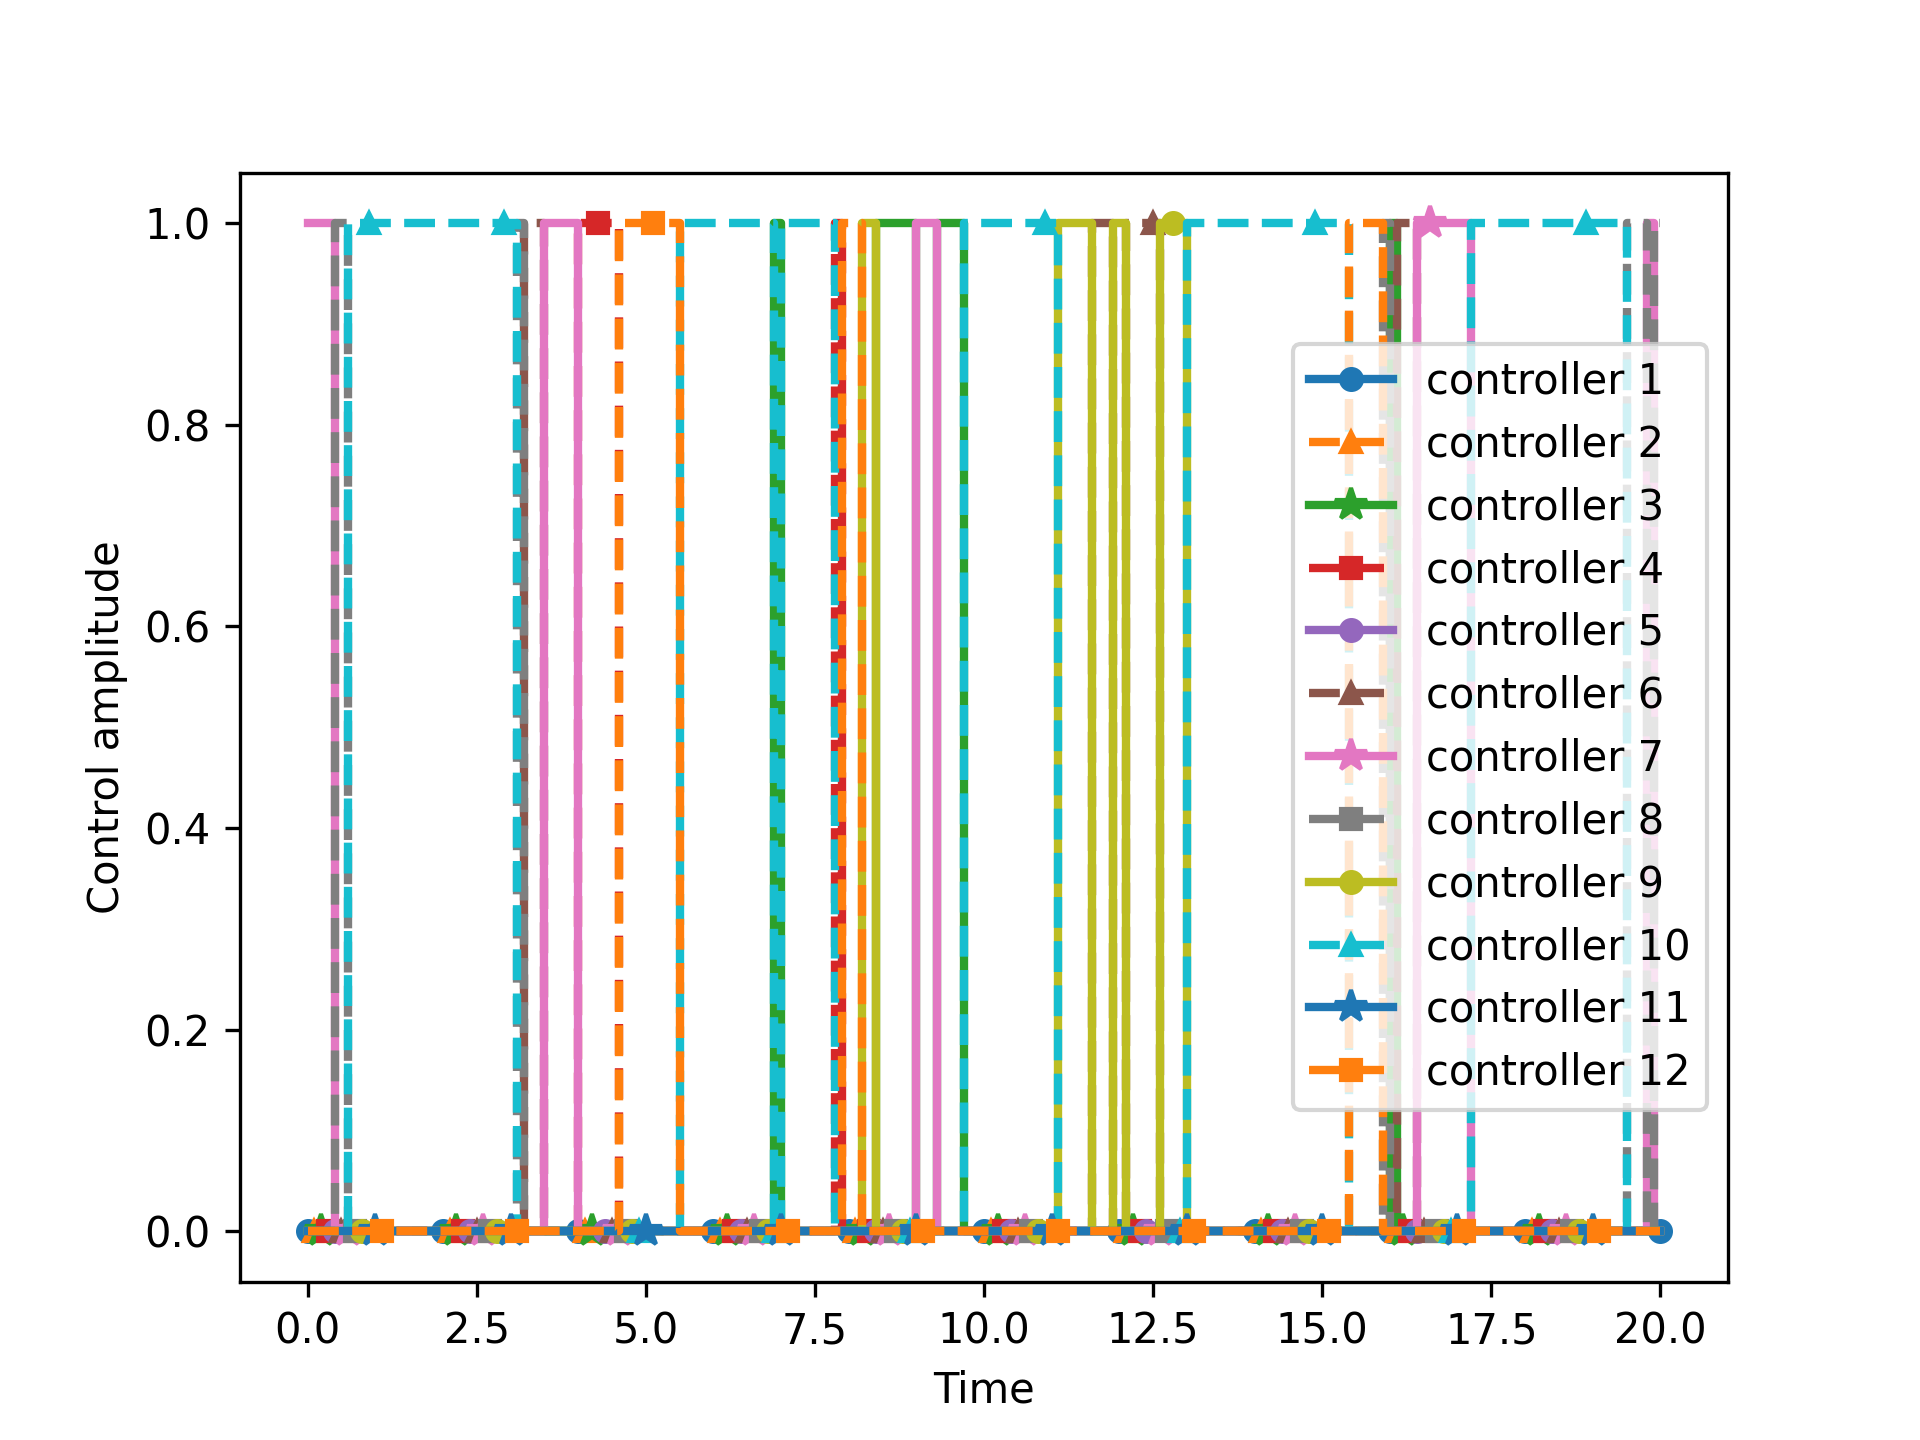 1.0
0.8
0.6
0.4
0.2
0.0
Control amplitude
controller 1
controller 2
controller 3
controller 4
controller 5
controller 6
controller 7
controller 8
controller 9
controller 10
controller 11
controller 12
0.0 2.5 5.0 7.5 10.0 12.5 15.0 17.5 20.0
Time